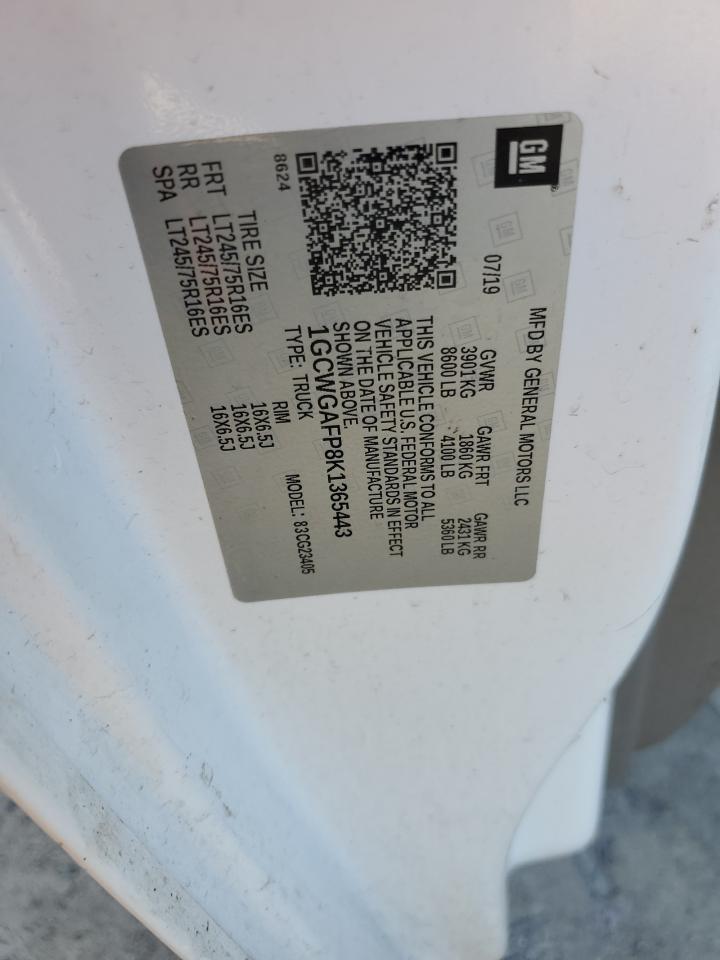 GM
MFD BY GENERAL MOTORS LLC
07/19
GVWR GAWR FRT GAWR RR
3901 KG 1860 KG 2431 KG
8600 LB 4100 LB 5360 LB
THIS VEHICLE CONFORMS TO ALL
APPLICABLE U.S. FEDERAL MOTOR
VEHICLE SAFETY STANDARDS IN EFFECT
ON THE DATE OF MANUFACTURE
SHOWN ABOVE.
1GCWGAFP8K1365443
TYPE: TRUCK MODEL: 83CG23405
8624
TIRE SIZE RIM
FRT LT245/75R16ES 16X6.5J
RR LT245/75R16ES 16X6.5J
SPA LT245/75R16ES 16X6.5J